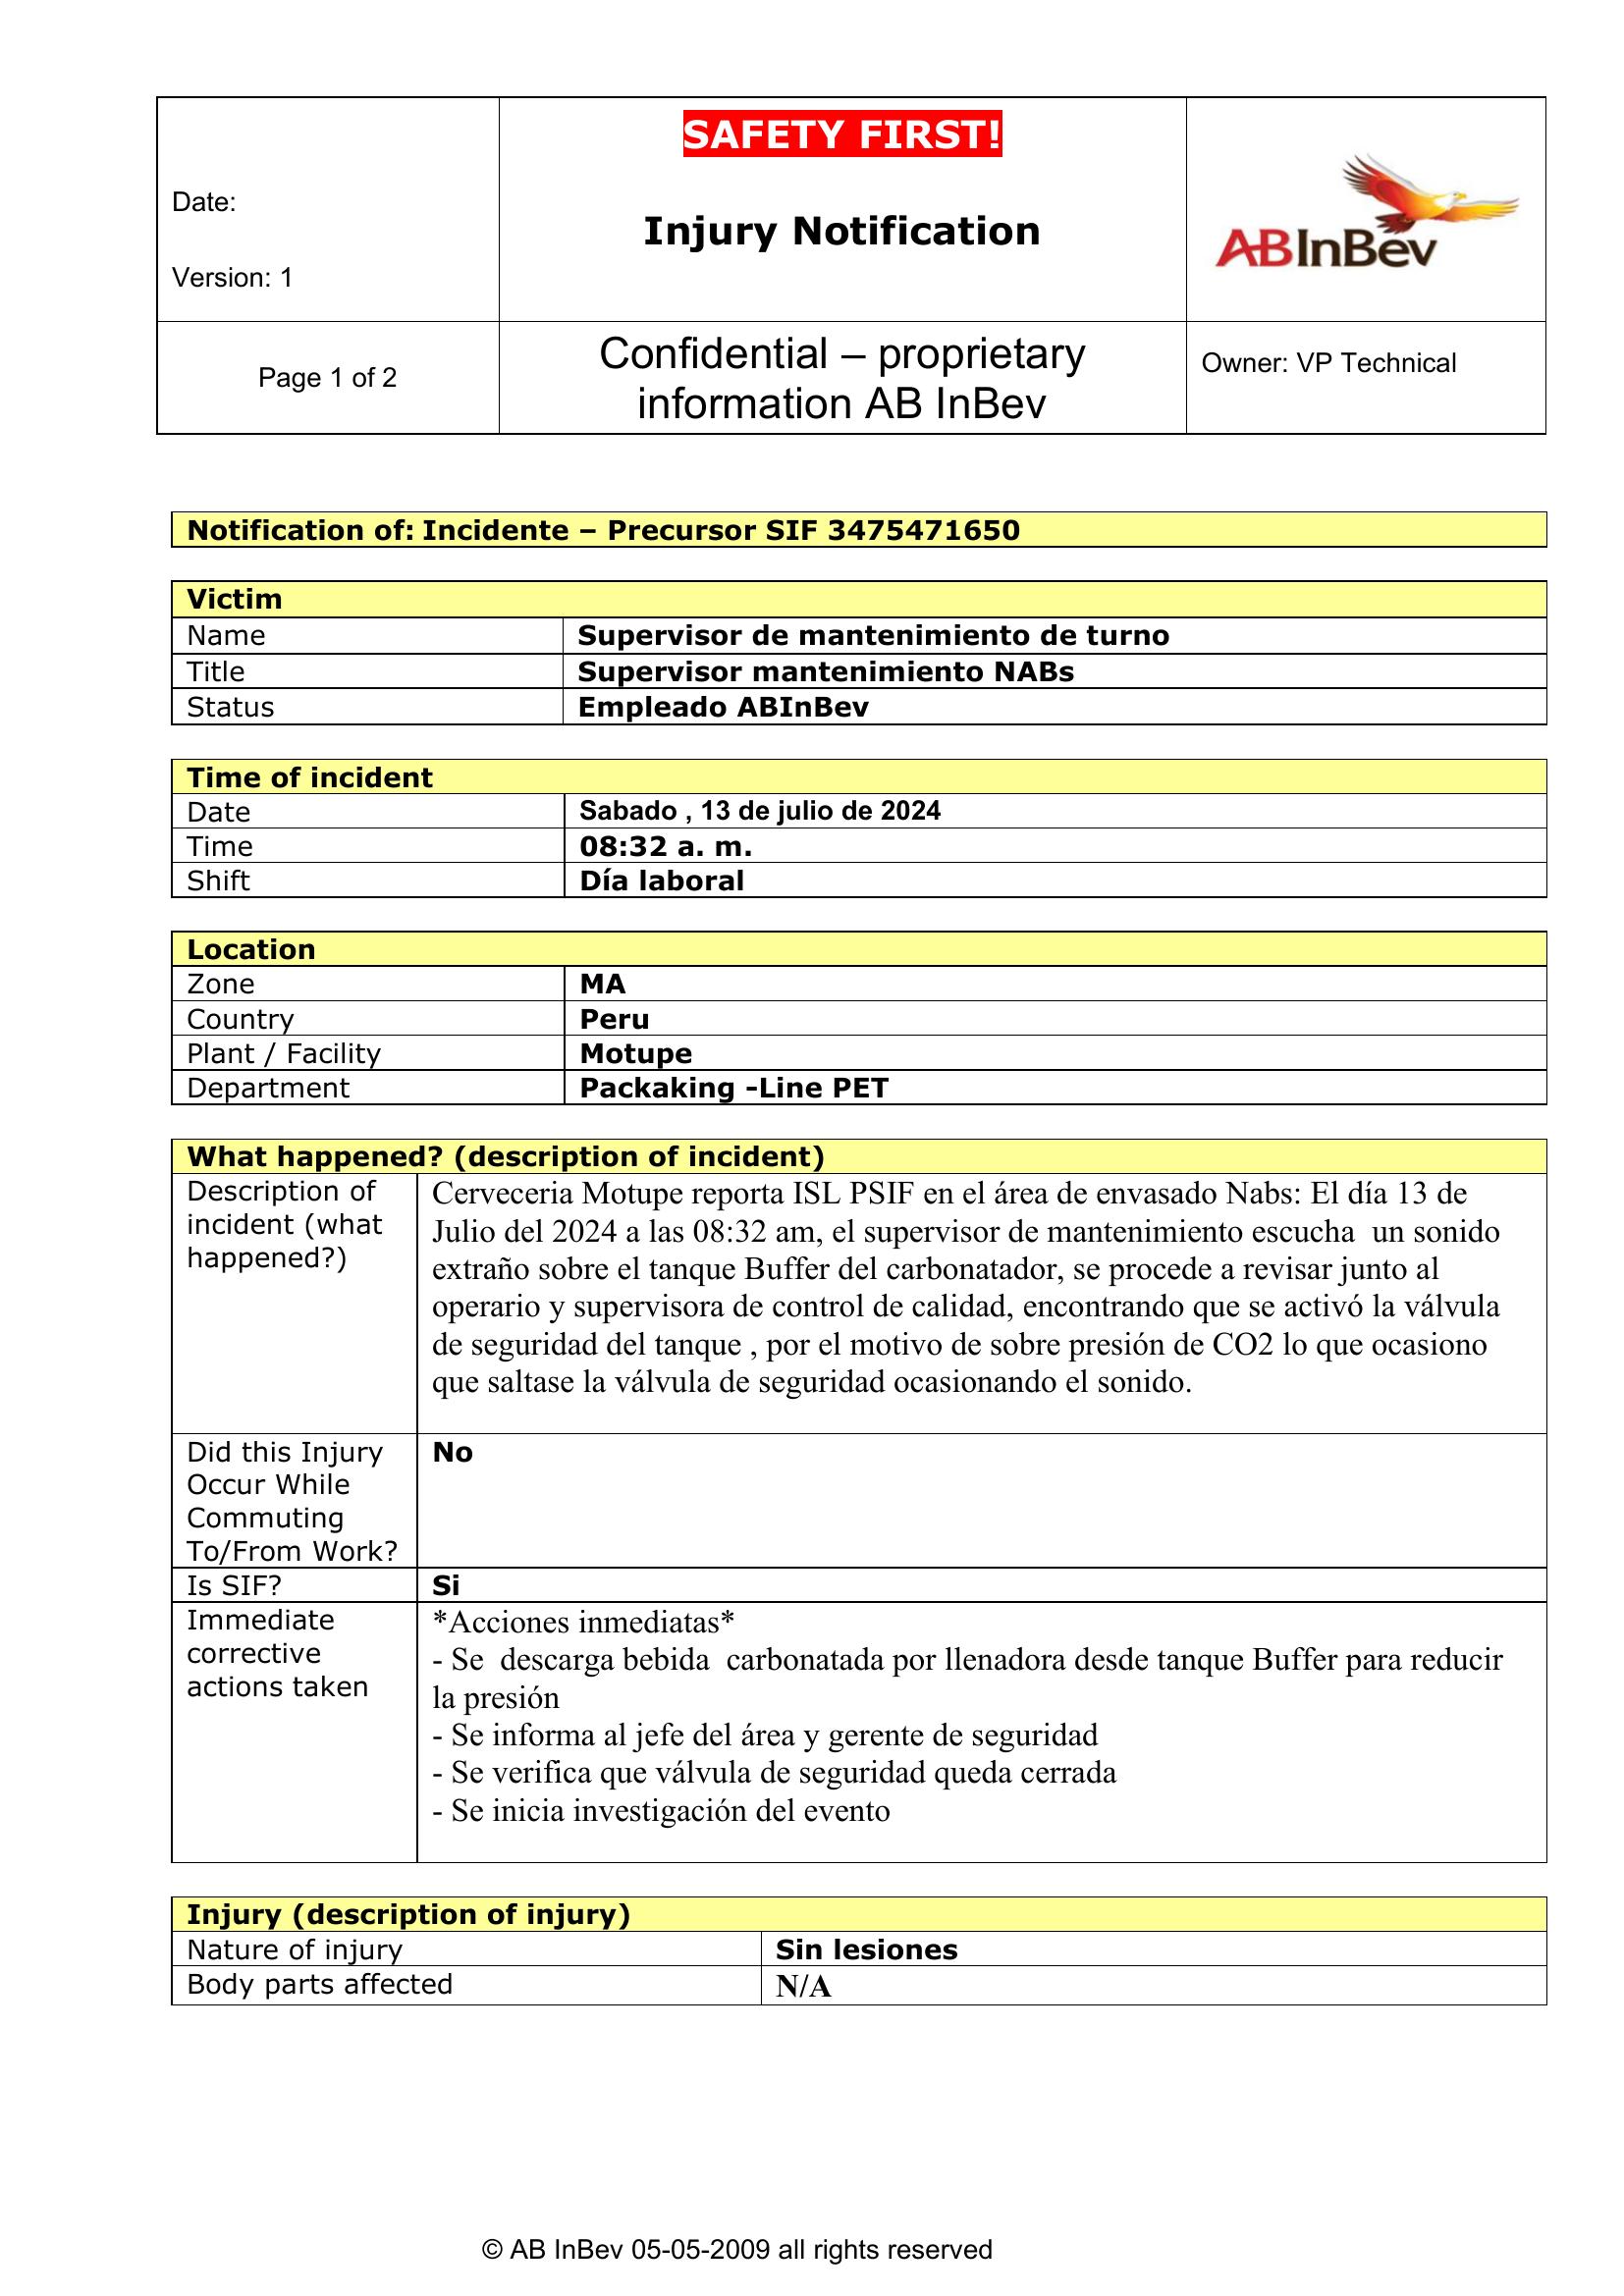 SAFETY FIRST!
Date:
Injury Notification
ABInBev
Version: 1
Page 1 of 2
Confidential – proprietary
information AB InBev
Owner: VP Technical
Notification of: Incidente – Precursor SIF 3475471650
Victim
Name Supervisor de mantenimiento de turno
Title Supervisor mantenimiento NABs
Status Empleado ABInBev
Time of incident
Date Sabado , 13 de julio de 2024
Time 08:32 a. m.
Shift Día laboral
Location
Zone MA
Country Peru
Plant / Facility Motupe
Department Packaking -Line PET
What happened? (description of incident)
Description of
incident (what
happened?)
Cerveceria Motupe reporta ISL PSIF en el área de envasado Nabs: El día 13 de
Julio del 2024 a las 08:32 am, el supervisor de mantenimiento escucha un sonido
extraño sobre el tanque Buffer del carbonatador, se procede a revisar junto al
operario y supervisora de control de calidad, encontrando que se activó la válvula
de seguridad del tanque , por el motivo de sobre presión de CO2 lo que ocasiono
que saltase la válvula de seguridad ocasionando el sonido.
Did this Injury
Occur While
Commuting
To/From Work?
No
Is SIF? Si
Immediate
corrective
actions taken
*Acciones inmediatas*
- Se descarga bebida carbonatada por llenadora desde tanque Buffer para reducir
la presión
- Se informa al jefe del área y gerente de seguridad
- Se verifica que válvula de seguridad queda cerrada
- Se inicia investigación del evento
Injury (description of injury)
Nature of injury Sin lesiones
Body parts affected N/A
© AB InBev 05-05-2009 all rights reserved